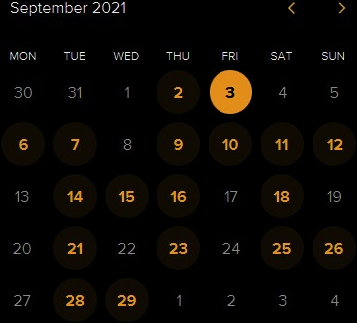 September 2021
MON TUE WED THU FRI SAT SUN
30 31 1 2 3 4 5
6 7 8 9 10 11 12
13 14 15 16 17 18 19
20 21 22 23 24 25 26
27 28 29 1 2 3 4